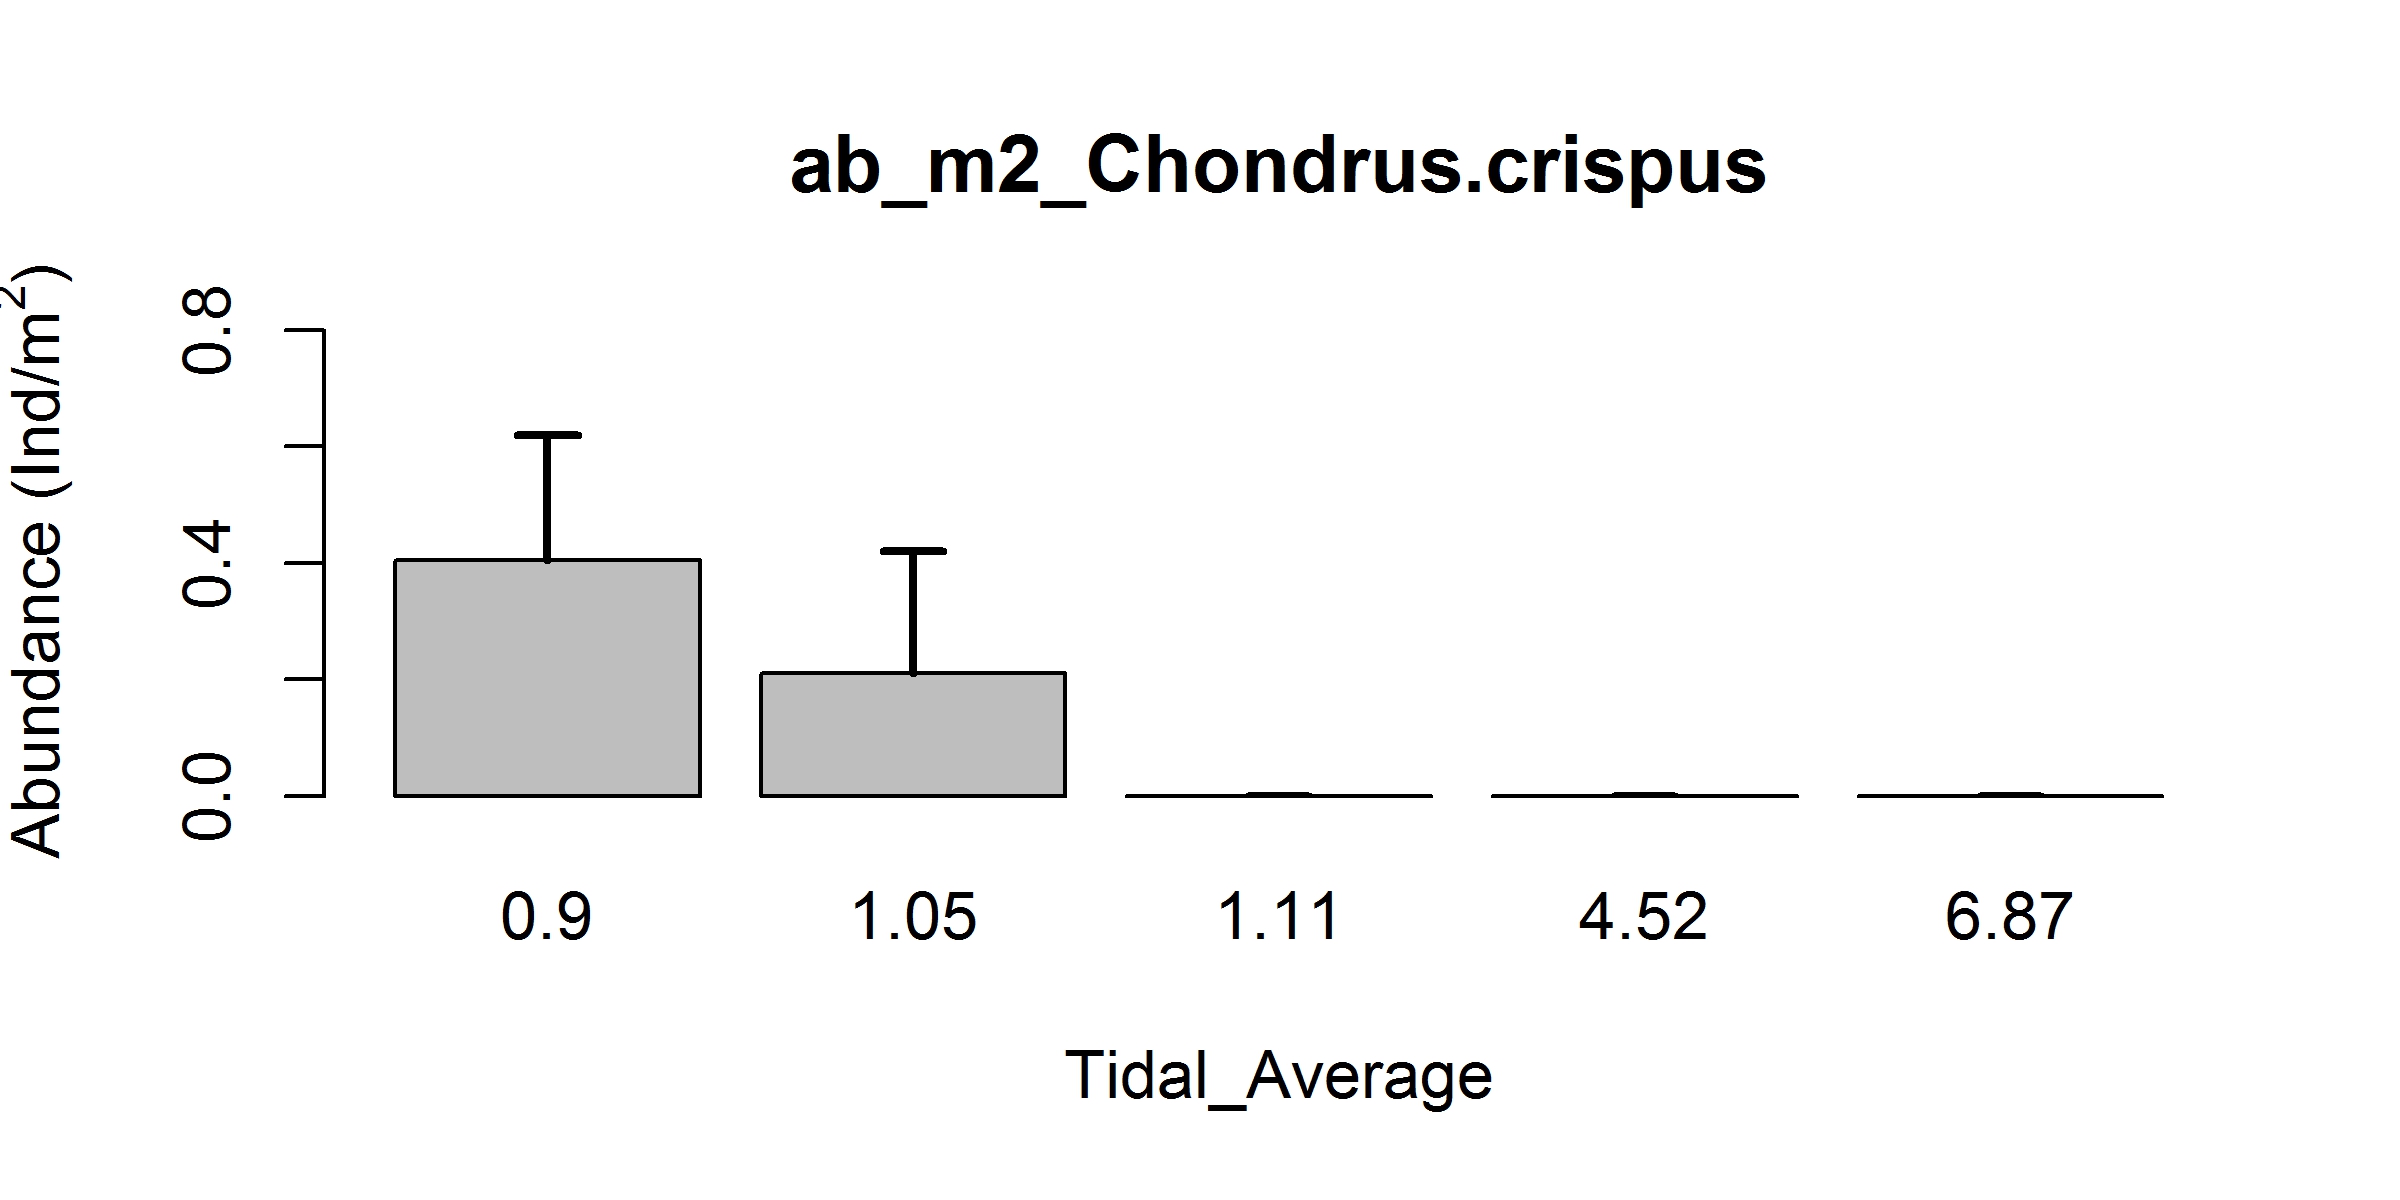 ab_m2_Chondrus.crispus
Abundance (Ind/m²)
0.8
0.4
0.0
0.9 1.05 1.11 4.52 6.87
Tidal_Average